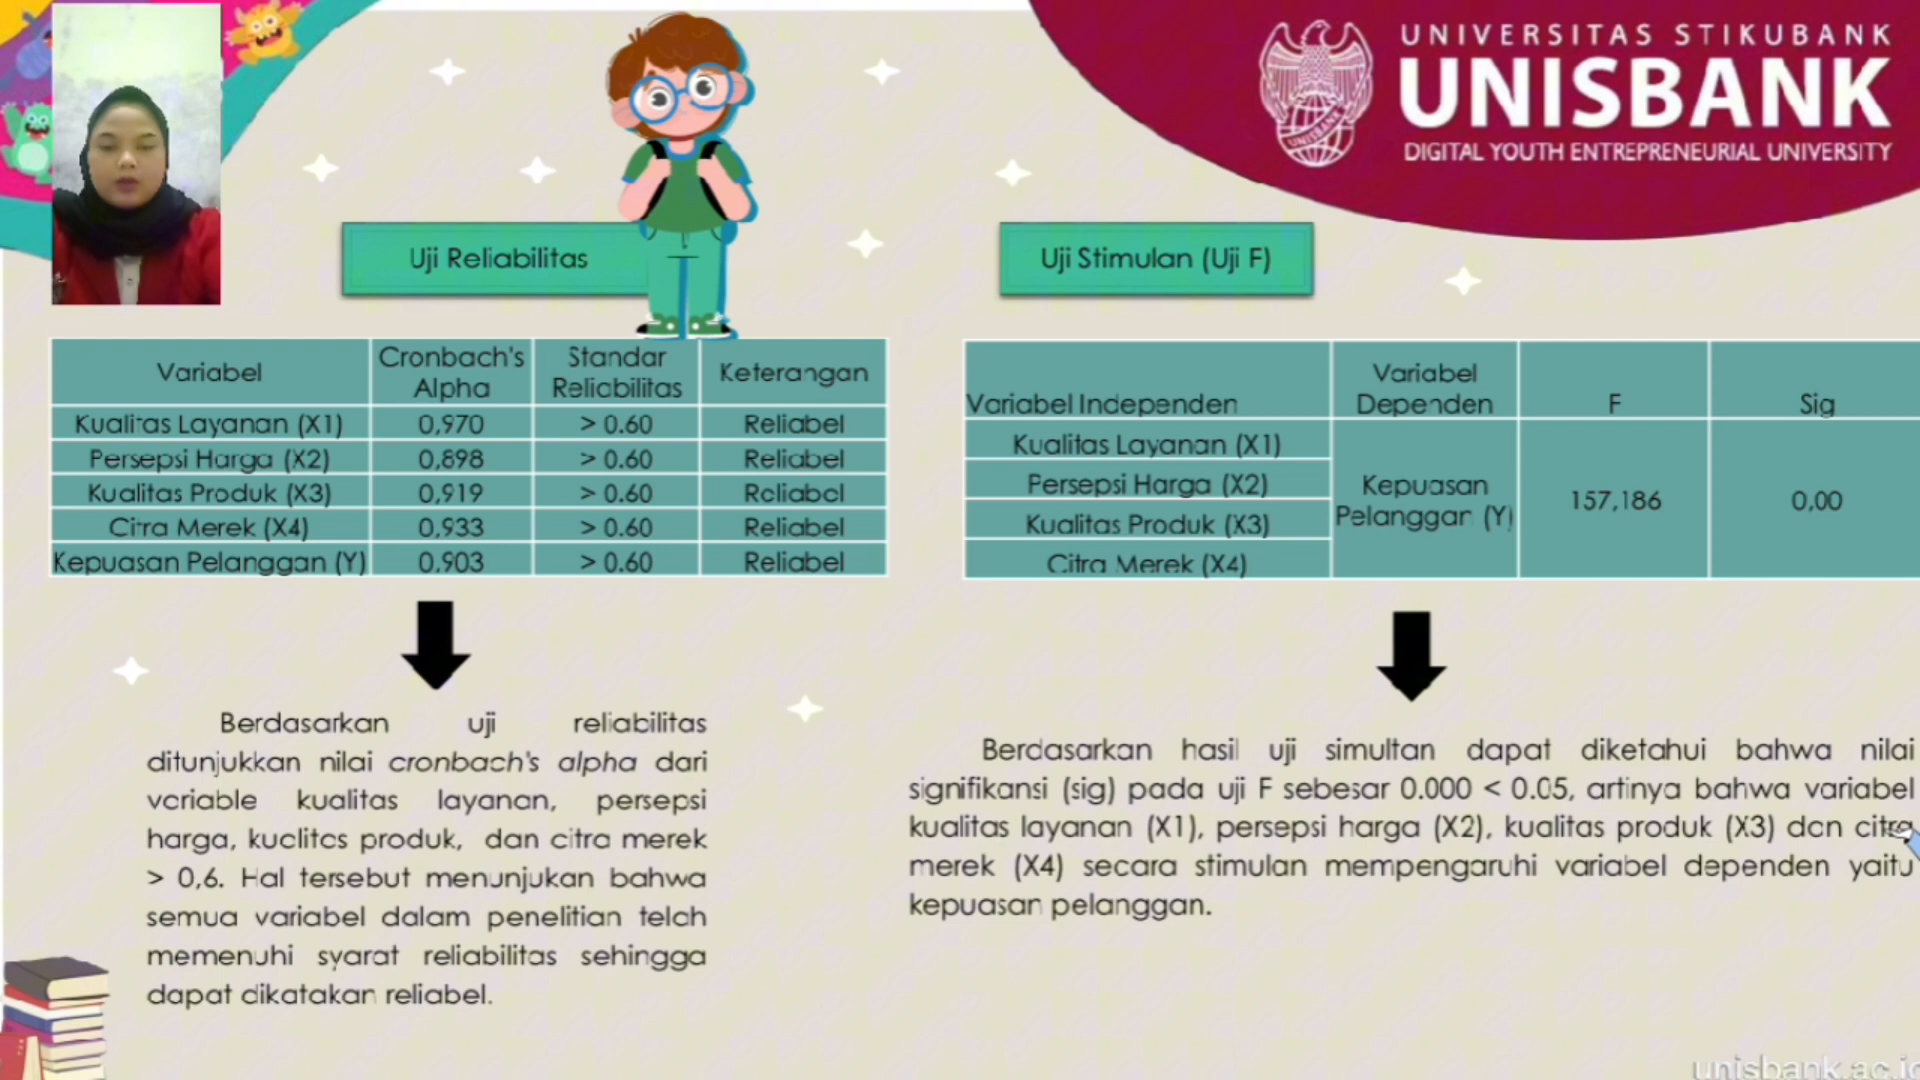 UNIVERSITAS STIKUBANK
UNISBANK
DIGITAL YOUTH ENTREPRENEURIAL UNIVERSITY
UNISBANK
Uji Reliabilitas
Variabel Cronbach's Alpha Standar Reliabilitas Keterangan
Kualitas Layanan (X1) 0,970 > 0.60 Reliabel
Persepsi Harga (X2) 0,898 > 0.60 Reliabel
Kualitas Produk (X3) 0,919 > 0.60 Reliabel
Citra Merek (X4) 0,933 > 0.60 Reliabel
Kepuasan Pelanggan (Y) 0,903 > 0.60 Reliabel
Berdasarkan uji reliabilitas
ditunjukkan nilai cronbach's alpha dari
variable kualitas layanan, persepsi
harga, kualitas produk, dan citra merek
> 0,6. Hal tersebut menunjukan bahwa
semua variabel dalam penelitian telah
memenuhi syarat reliabilitas sehingga
dapat dikatakan reliabel.
Uji Stimulan (Uji F)
Variabel Independen Variabel Dependen F Sig
Kualitas Layanan (X1)
Persepsi Harga (X2)
Kualitas Produk (X3)
Citra Merek (X4)
Kepuasan Pelanggan (Y) 157,186 0,00
Berdasarkan hasil uji simultan dapat diketahui bahwa nilai
signifikansi (sig) pada uji F sebesar 0.000 < 0.05, artinya bahwa variabel
kualitas layanan (X1), persepsi harga (X2), kualitas produk (X3) dan citra
merek (X4) secara stimulan mempengaruhi variabel dependen yaitu
kepuasan pelanggan.
unisbank.ac.id